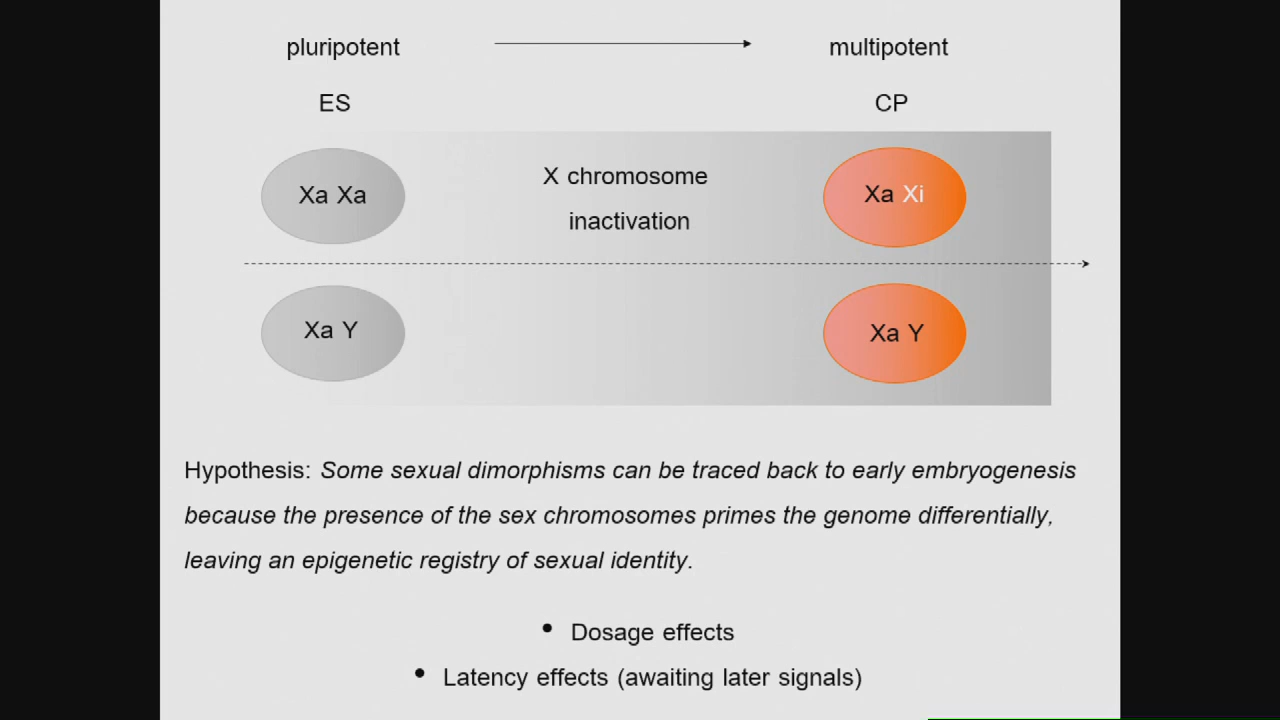 pluripotent
multipotent
ES
CP
Xa Xa
X chromosome
inactivation
Xa Xi
Xa Y
Xa Y
Hypothesis: Some sexual dimorphisms can be traced back to early embryogenesis
because the presence of the sex chromosomes primes the genome differentially,
leaving an epigenetic registry of sexual identity.
• Dosage effects
• Latency effects (awaiting later signals)